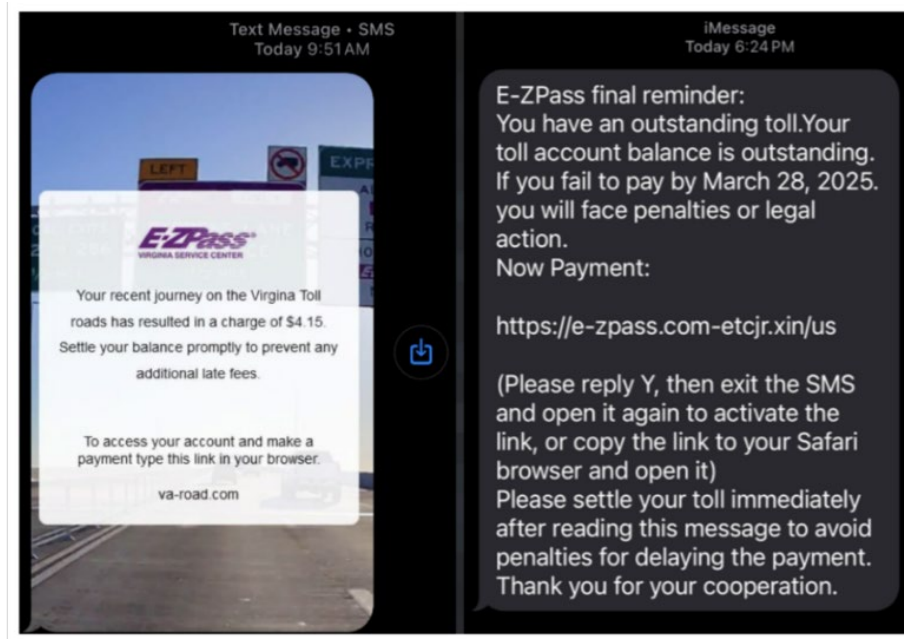 Text Message • SMS
Today 9:51 AM
LEFT
E-ZPass
VIRGINIA SERVICE CENTER
Your recent journey on the Virgina Toll
roads has resulted in a charge of $4.15.
Settle your balance promptly to prevent any
additional late fees.
To access your account and make a
payment type this link in your browser.
va-road.com
iMessage
Today 6:24 PM
E-ZPass final reminder:
You have an outstanding toll.Your
toll account balance is outstanding.
If you fail to pay by March 28, 2025.
you will face penalties or legal
action.
Now Payment:
https://e-zpass.com-etcjr.xin/us
(Please reply Y, then exit the SMS
and open it again to activate the
link, or copy the link to your Safari
browser and open it)
Please settle your toll immediately
after reading this message to avoid
penalties for delaying the payment.
Thank you for your cooperation.